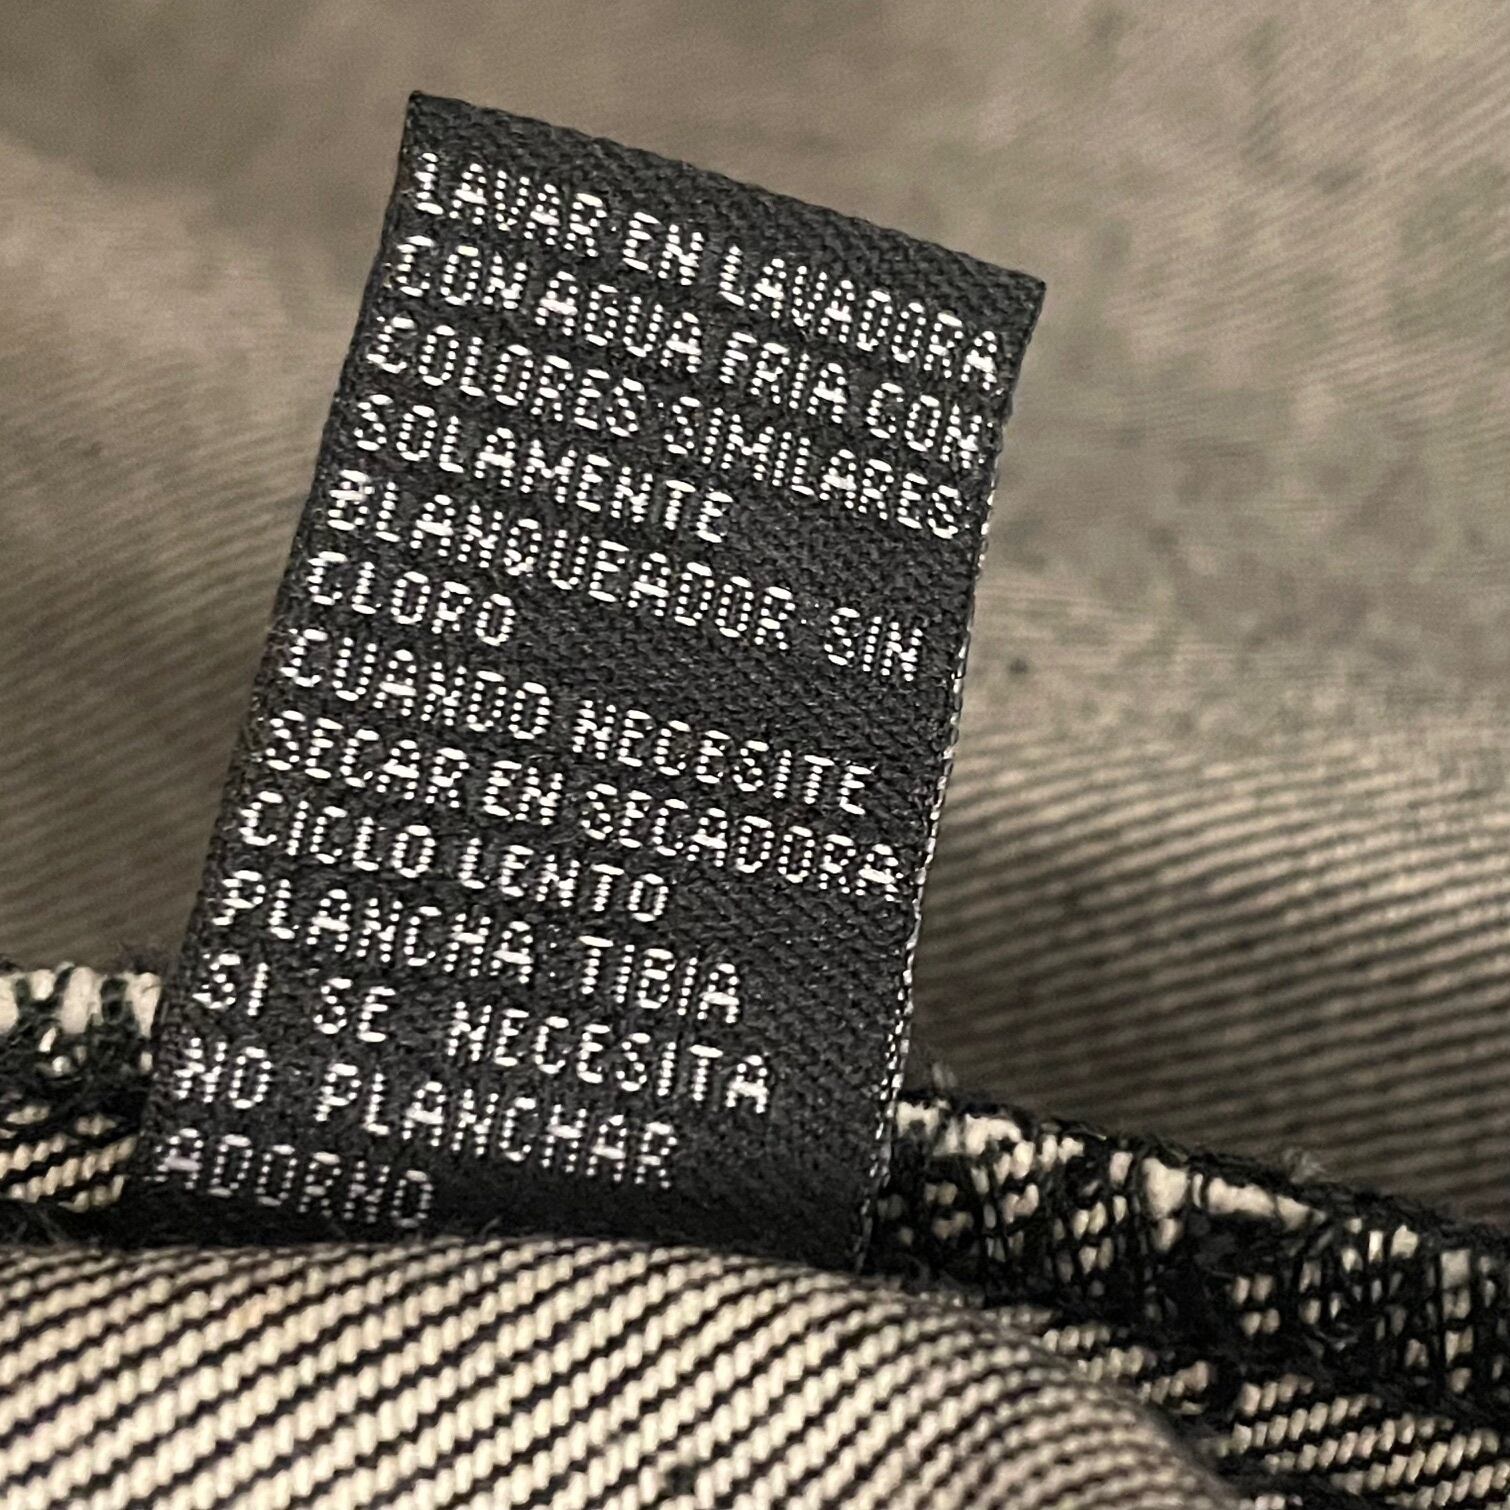 LAVAR EN LAVADORA
CON AGUA FRIA CON
COLORES SIMILARES
SOLAMENTE
BLANQUEADOR SIN
CLORO
CUANDO NECESITE
SECAR EN SECADORA
CICLO LENTO
PLANCHA TIBIA
SI SE NECESITA
NO PLANCHAR
ADORNO